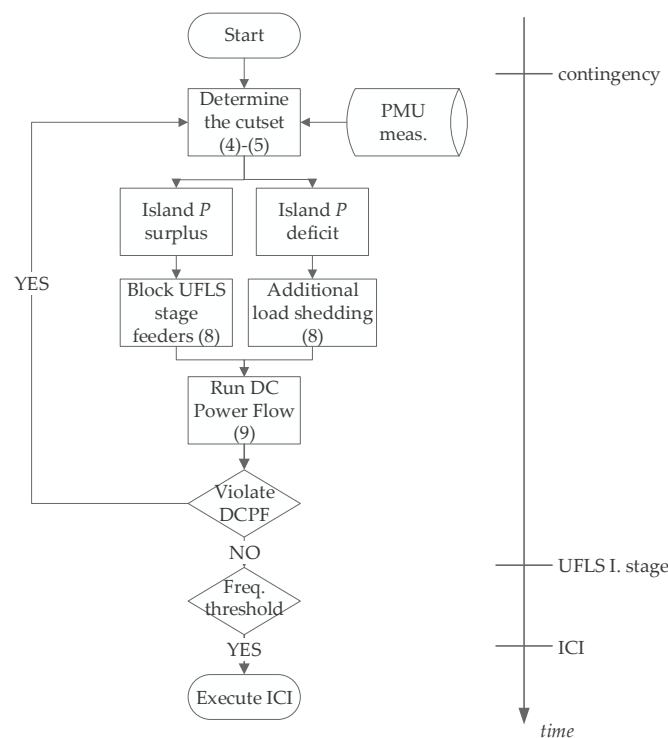 Start
contingency
Determine
the cutset
(4)-(5)
PMU
meas.
Island P
surplus
Island P
deficit
YES
Block UFLS
stage
feeders (8)
Additional
load shedding
(8)
Run DC
Power Flow
(9)
Violate
DCPF
NO
UFLS I. stage
Freq.
threshold
YES
ICI
Execute ICI
time